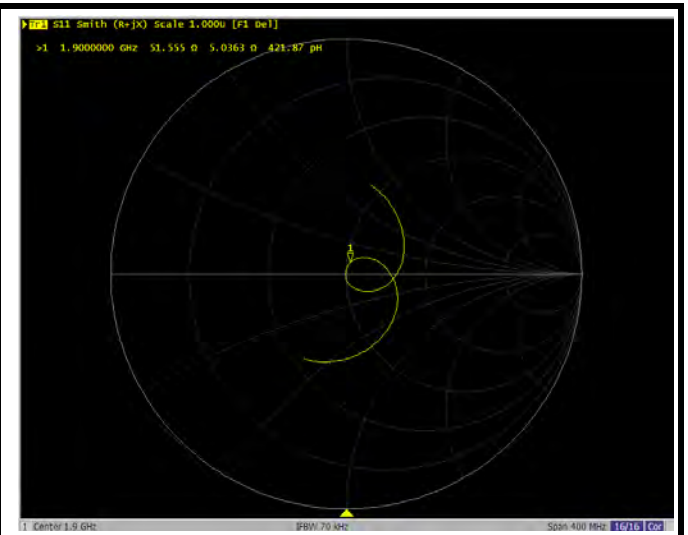 Tr1 S11 Smith (R+jX) Scale 1.000U [F1 Del]
>1 1.9000000 GHz 51.555 Ω 5.0363 Ω 421.87 pH
1
1 Center 1.9 GHz IFBW 70 kHz Span 400 MHz 16/16 Cor